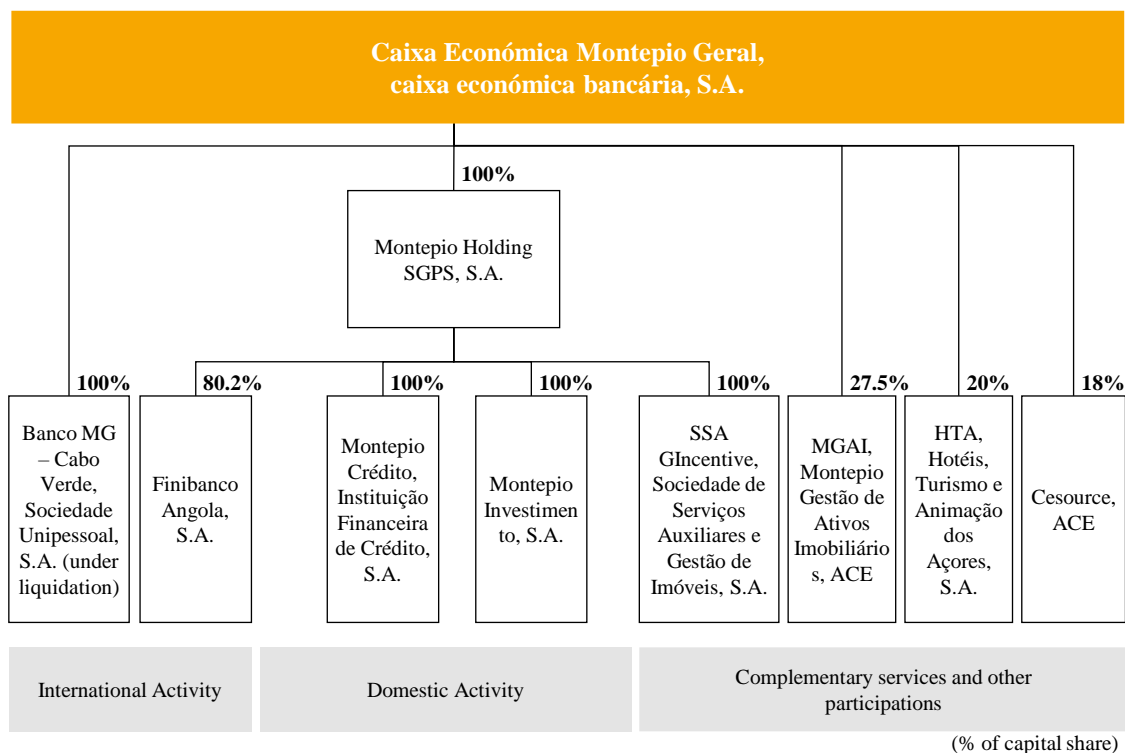 Caixa Económica Montepio Geral,
caixa económica bancária, S.A.
100%
Montepio Holding
SGPS, S.A.
100%
80.2%
100%
100%
100%
27.5%
20%
18%
Banco MG
– Cabo
Verde,
Sociedade
Unipessoal,
S.A. (under
liquidation)
Finibanco
Angola,
S.A.
Montepio
Crédito,
Instituição
Financeira
de Crédito,
S.A.
Montepio
Investimen
to, S.A.
SSA
GIncentive,
Sociedade de
Serviços
Auxiliares e
Gestão de
Imóveis, S.A.
MGAI,
Montepio
Gestão de
Ativos
Imobiliário
s, ACE
HTA,
Hotéis,
Turismo e
Animação
dos
Açores,
S.A.
Cesource,
ACE
International Activity
Domestic Activity
Complementary services and other
participations
(% of capital share)